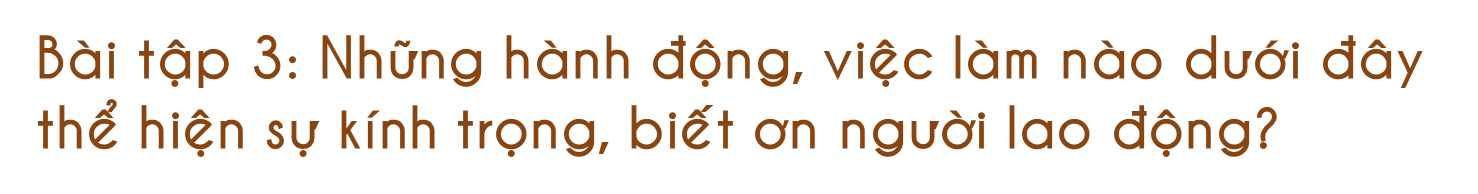 Bài tập 3: Những hành động, việc làm nào dưới đây
thể hiện sự kính trọng, biết ơn người lao động?